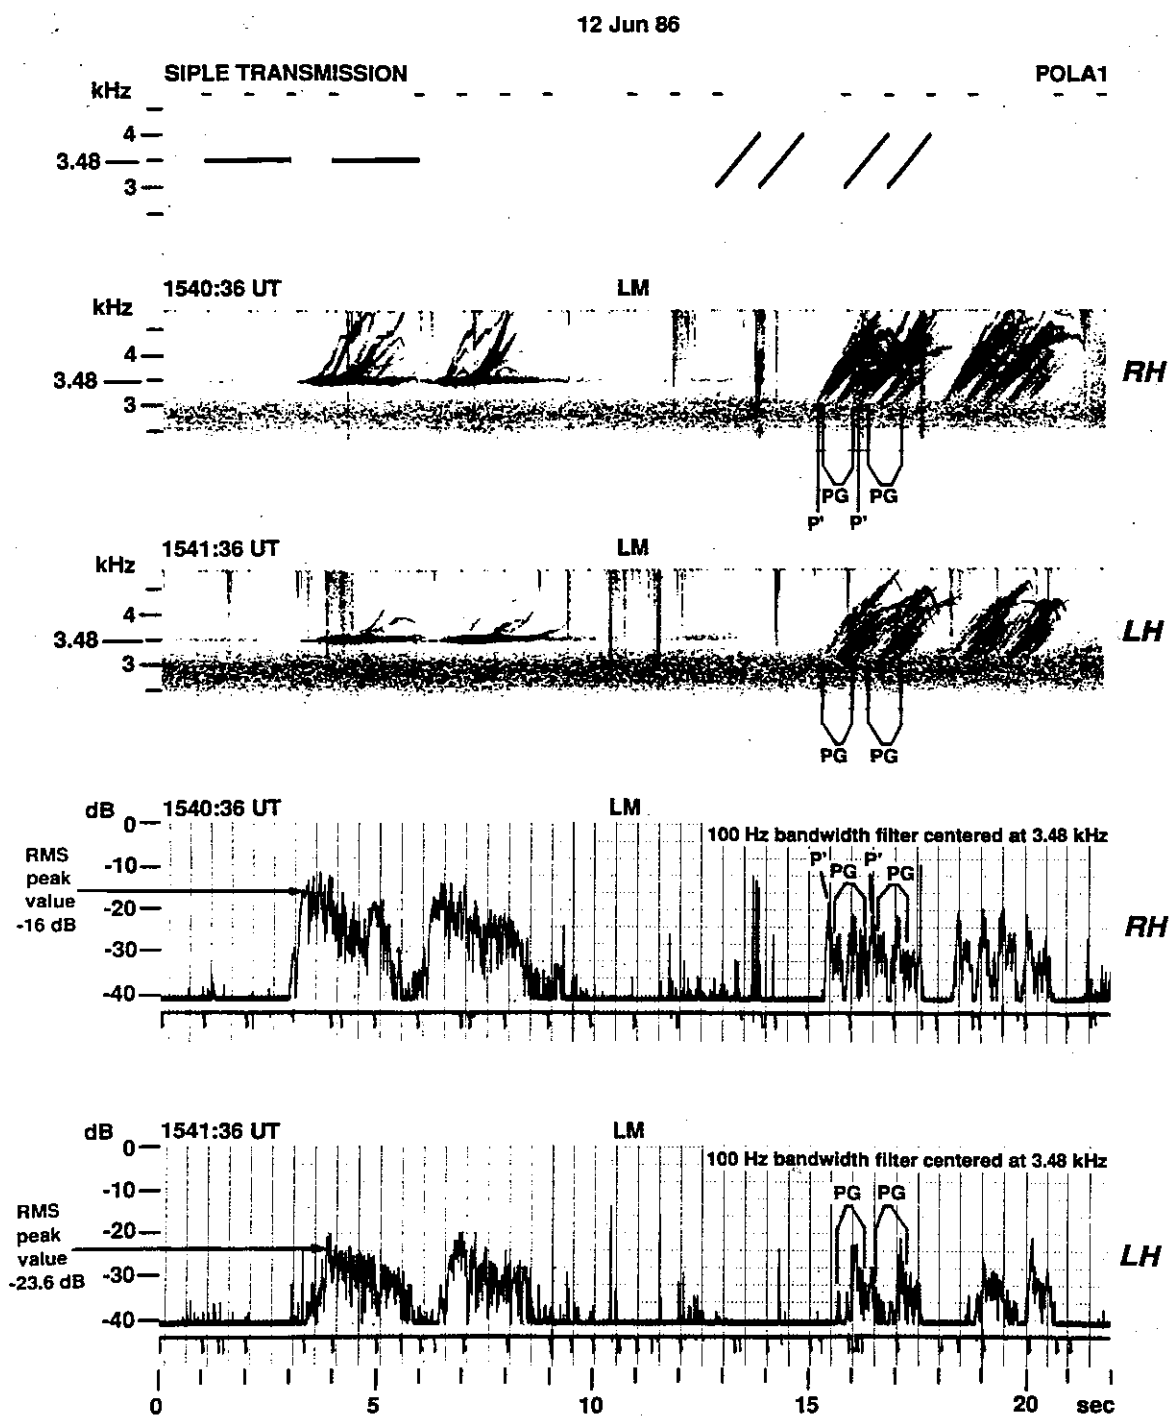 12 Jun 86
SIPLE TRANSMISSION
POLA1
kHz
4
3.48
3
1540:36 UT
LM
kHz
4
3.48
3
RH
PG
PG
P'
P'
1541:36 UT
LM
kHz
4
3.48
3
LH
PG
PG
dB
1540:36 UT
LM
0
100 Hz bandwidth filter centered at 3.48 kHz
RMS
peak
value
-16 dB
-10
-20
-30
-40
P'
PG
P'
PG
RH
dB
1541:36 UT
LM
0
100 Hz bandwidth filter centered at 3.48 kHz
RMS
peak
value
-23.6 dB
-10
-20
-30
-40
PG
PG
LH
0
5
10
15
20
sec